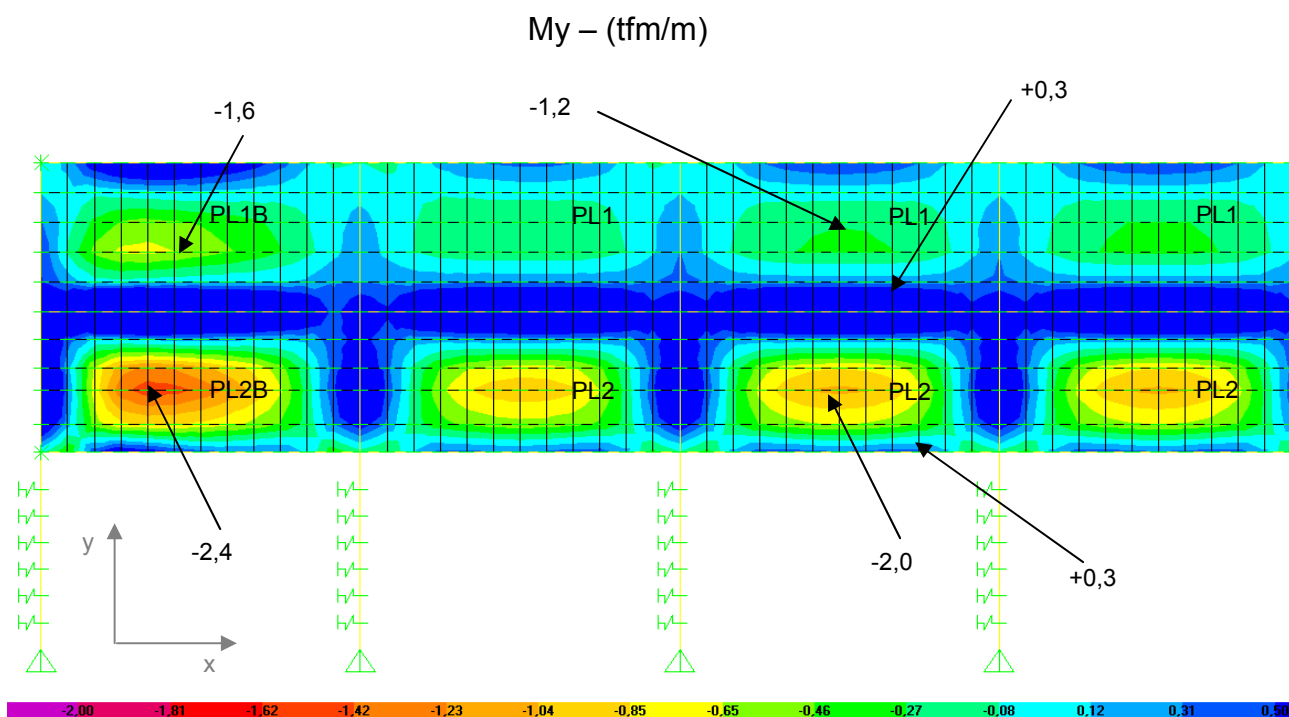 My – (tfm/m)
+0,3
-1,6
-1,2
PL1B PL1 PL1 PL1
PL2B PL2 PL2 PL2
-2,4
-2,0
+0,3
y
x
-2,00 -1,81 -1,62 -1,42 -1,23 -1,04 -0,85 -0,65 -0,46 -0,27 -0,08 0,12 0,31 0,50